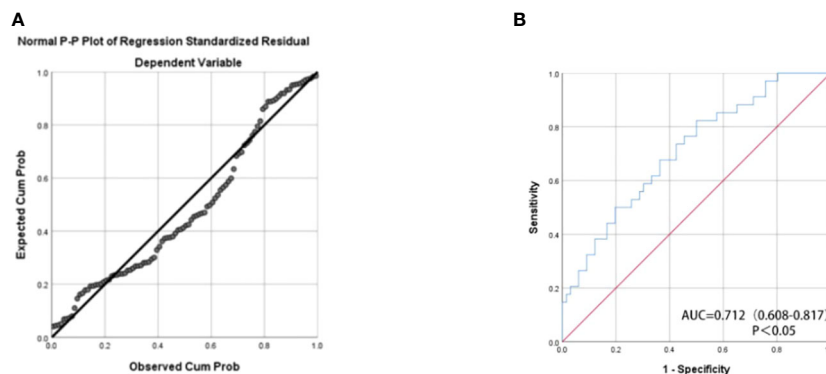 A
Normal P-P Plot of Regression Standardized Residual
Dependent Variable
Expected Cum Prob
1.0
0.8
0.6
0.4
0.2
0.0
0.0 0.2 0.4 0.6 0.8 1.0
Observed Cum Prob
B
Sensitivity
1.0
0.8
0.6
0.4
0.2
0.0
AUC=0.712（0.608-0.817）
P＜0.05
0.0 0.2 0.4 0.6 0.8 1.0
1 - Specificity